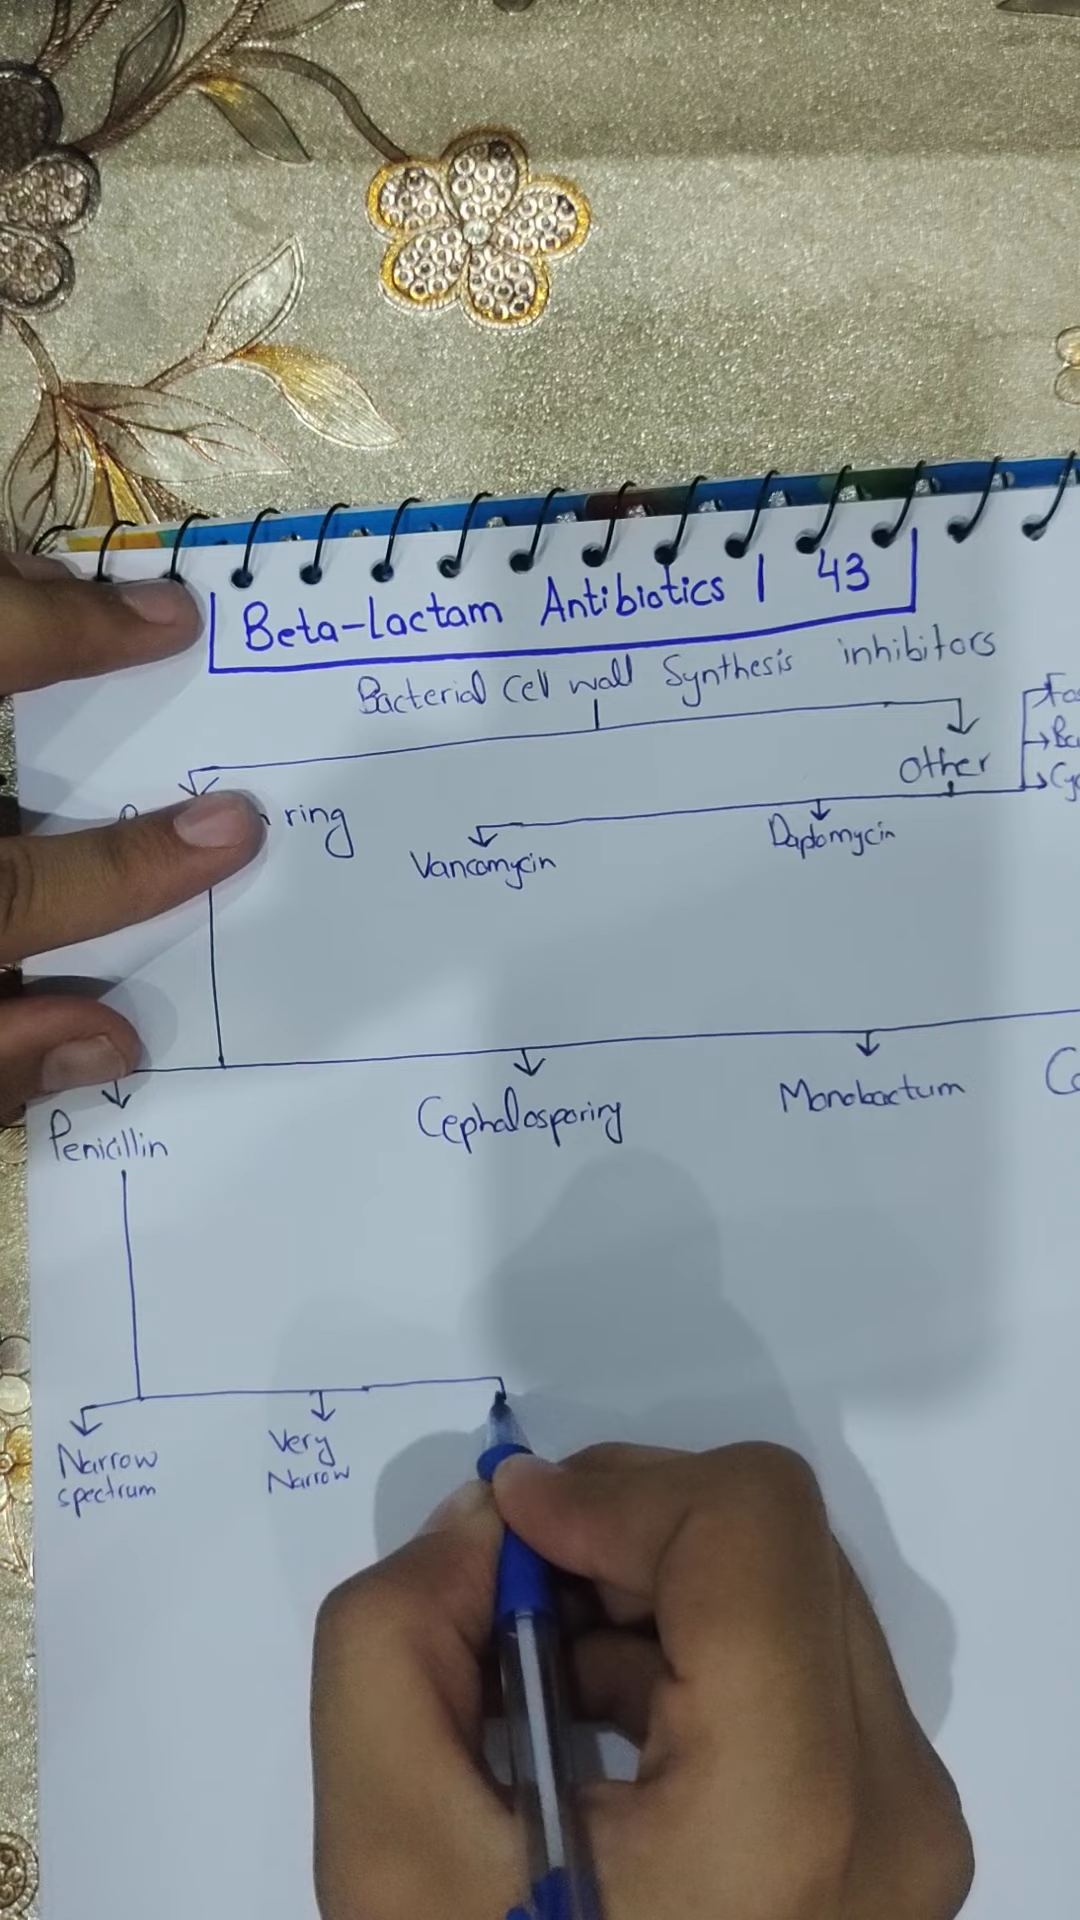 Beta-Lactam Antibiotics | 43
Bacterial Cell wall Synthesis inhibitors
Other
ring
Vancomycin
Daptomycin
Penicillin
Cephalosporing
Monobactum
Narrow
spectrum
Very
Narrow